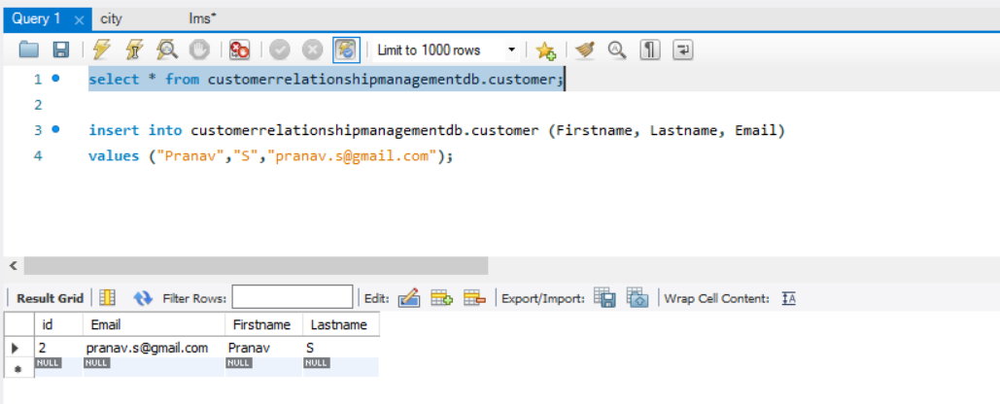 Query 1 × city lms*
Limit to 1000 rows
1 select * from customerrelationshipmanagementdb.customer;
2
3 insert into customerrelationshipmanagementdb.customer (Firstname, Lastname, Email)
4 values ("Pranav","S","pranav.s@gmail.com");
Result Grid Filter Rows: Edit: Export/Import: Wrap Cell Content: IA
id Email Firstname Lastname
2 pranav.s@gmail.com Pranav S
NULL NULL NULL NULL